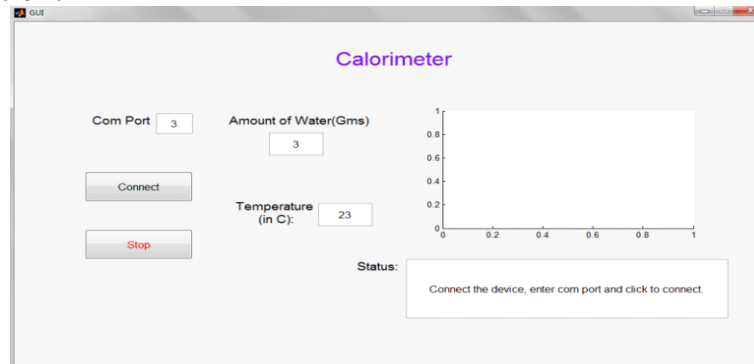 GUI
Calorimeter
Com Port 3
Amount of Water(Gms)
3
Connect
Temperature
(in C): 23
Stop
1
0.8
0.6
0.4
0.2
0
0 0.2 0.4 0.6 0.8 1
Status:
Connect the device, enter com port and click to connect.